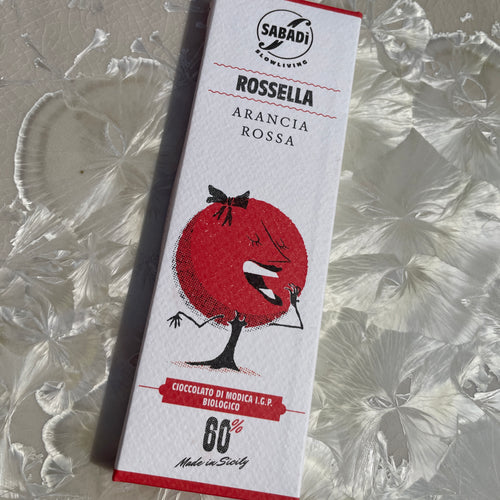 SABADÌ
SLOWLIVING
ROSSELLA
ARANCIA
ROSSA
CIOCCOLATO DI MODICA I.G.P.
BIOLOGICO
60%
Made in Sicily